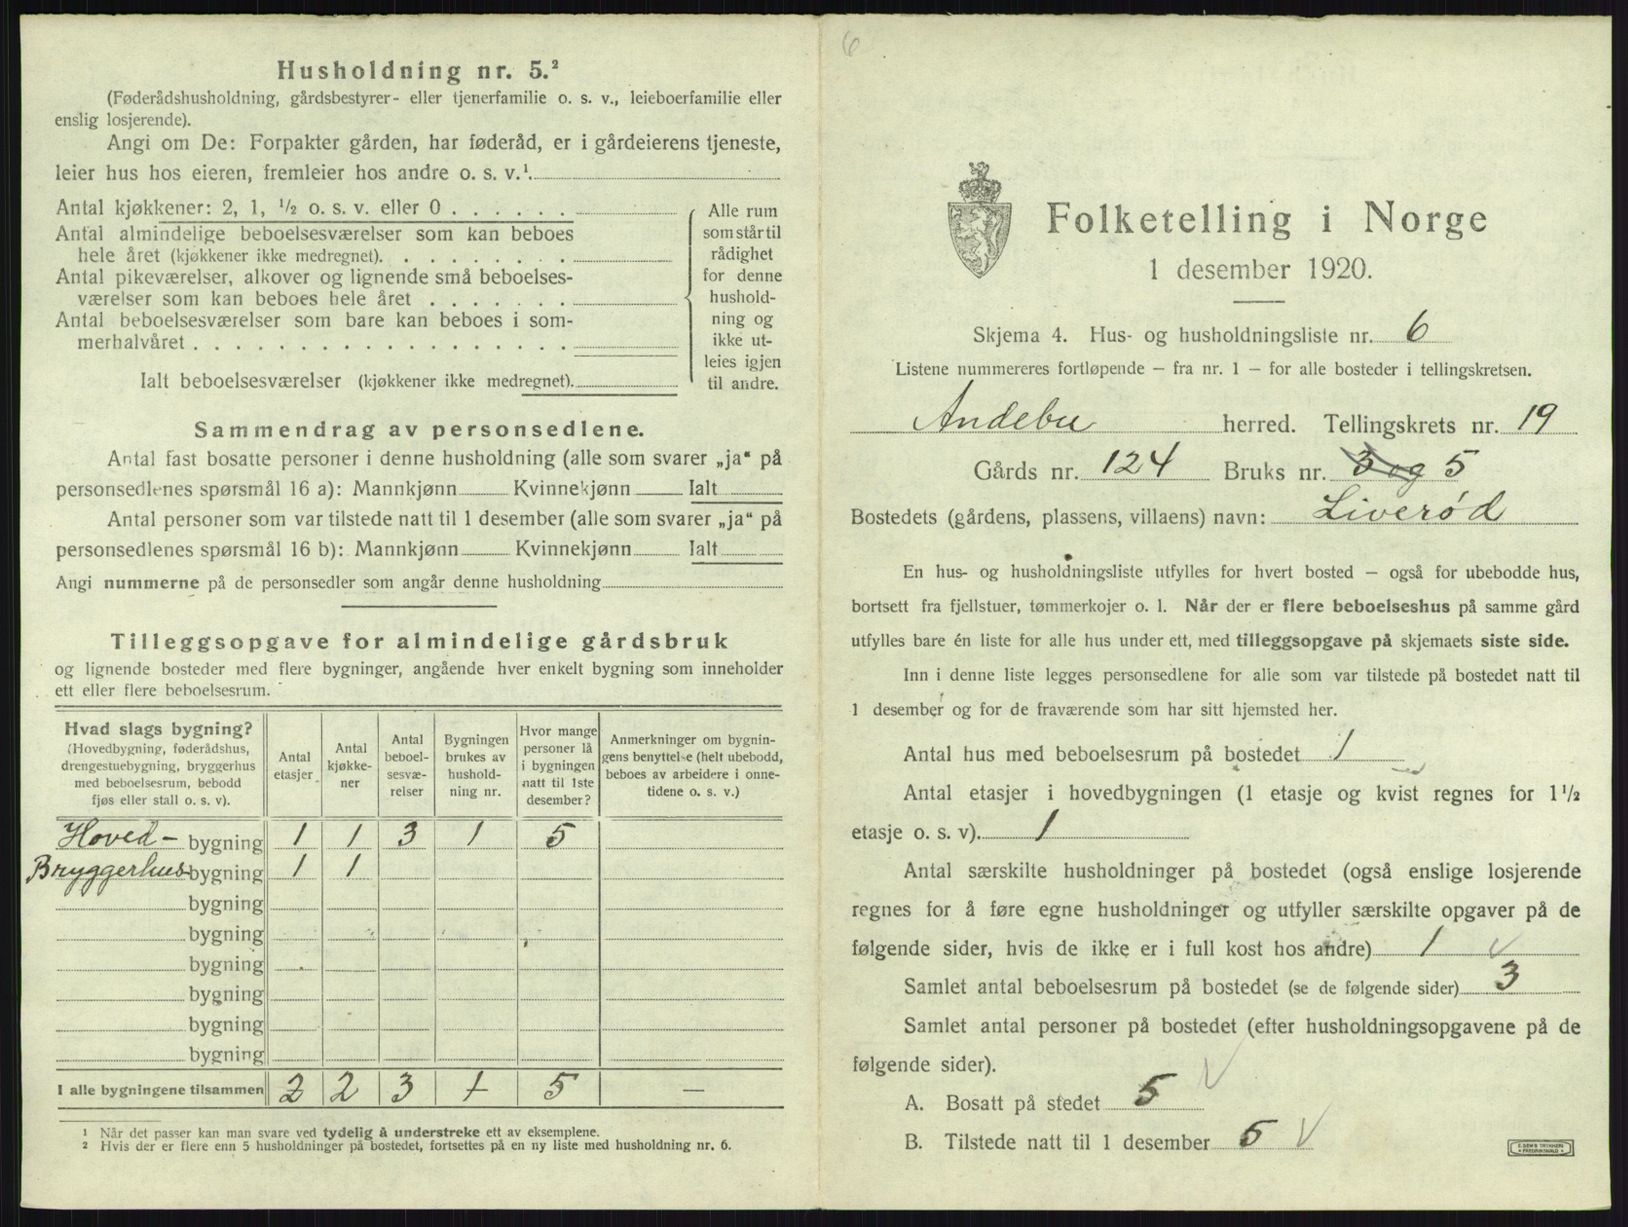 Husholdning nr. 5.²
(Føderådshusholdning, gårdsbestyrer- eller tjenerfamilie o. s. v., leieboerfamilie eller
enslig losjerende).
Angi om De: Forpakter gården, har føderåd, er i gårdeierens tjeneste,
leier hus hos eieren, fremleier hos andre o. s. v.¹
Antal kjøkkener: 2, 1, ½ o. s. v. eller 0
Antal almindelige beboelsesværelser som kan beboes
hele året (kjøkkener ikke medregnet)
Antal pikeværelser, alkover og lignende små beboelses-
værelser som kan beboes hele året
Antal beboelsesværelser som bare kan beboes i som-
merhalvåret
Ialt beboelsesværelser (kjøkkener ikke medregnet)
Alle rum
som står til
rådighet
for denne
hushold-
ning og
ikke ut-
leies igjen
til andre.
Sammendrag av personsedlene.
Antal fast bosatte personer i denne husholdning (alle som svarer „ja“ på
personsedlenes spørsmål 16 a): Mannkjønn Kvinnekjønn Ialt
Antal personer som var tilstede natt til 1 desember (alle som svarer „ja“ på
personsedlenes spørsmål 16 b): Mannkjønn Kvinnekjønn Ialt
Angi nummerne på de personsedler som angår denne husholdning
Tilleggsopgave for almindelige gårdsbruk
og lignende bosteder med flere bygninger, angående hver enkelt bygning som inneholder
ett eller flere beboelsesrum.
Hvad slags bygning?
(Hovedbygning, føderådshus,
drengestuebygning, bryggerhus
med beboelsesrum, bebodd
fjøs eller stall o. s. v).
Antal
etasjer
Antal
kjøkke-
ner
Antal
beboel-
sesvæ-
relser
Bygningen
brukes av
hushold-
ning nr.
Hvor mange
personer lå
i bygningen
natt til 1ste
desember?
Anmerkninger om bygnin-
gens benyttelse (helt ubebodd,
beboes av arbeidere i onne-
tidene o. s. v.)
Hoved- bygning 1 1 3 1 5
Bryggerhus bygning 1 1
bygning
bygning
bygning
bygning
bygning
bygning
I alle bygningene tilsammen 2 2 3 + 5 —
¹ Når det passer kan man svare ved tydelig å understreke ett av eksemplene.
² Hvis der er flere enn 5 husholdninger på bostedet, fortsettes på en ny liste med husholdning nr. 6.
6
Folketelling i Norge
1 desember 1920.
Skjema 4. Hus- og husholdningsliste nr. 6
Listene nummereres fortløpende — fra nr. 1 — for alle bosteder i tellingskretsen.
Andebu herred. Tellingskrets nr. 19
Gårds nr. 124 Bruks nr. 3 og 5
Bostedets (gårdens, plassens, villaens) navn: Liverød
En hus- og husholdningsliste utfylles for hvert bosted — også for ubebodde hus,
bortsett fra fjellstuer, tømmerkojer o. l. Når der er flere beboelseshus på samme gård
utfylles bare én liste for alle hus under ett, med tilleggsopgave på skjemaets siste side.
Inn i denne liste legges personsedlene for alle som var tilstede på bostedet natt til
1 desember og for de fraværende som har sitt hjemsted her.
Antal hus med beboelsesrum på bostedet 1
Antal etasjer i hovedbygningen (1 etasje og kvist regnes for 1½
etasje o. s. v). 1
Antal særskilte husholdninger på bostedet (også enslige losjerende
regnes for å føre egne husholdninger og utfyller særskilte opgaver på de
følgende sider, hvis de ikke er i full kost hos andre) 1
Samlet antal beboelsesrum på bostedet (se de følgende sider) 3
Samlet antal personer på bostedet (efter husholdningsopgavene på de
følgende sider).
A. Bosatt på stedet 5
B. Tilstede natt til 1 desember 5